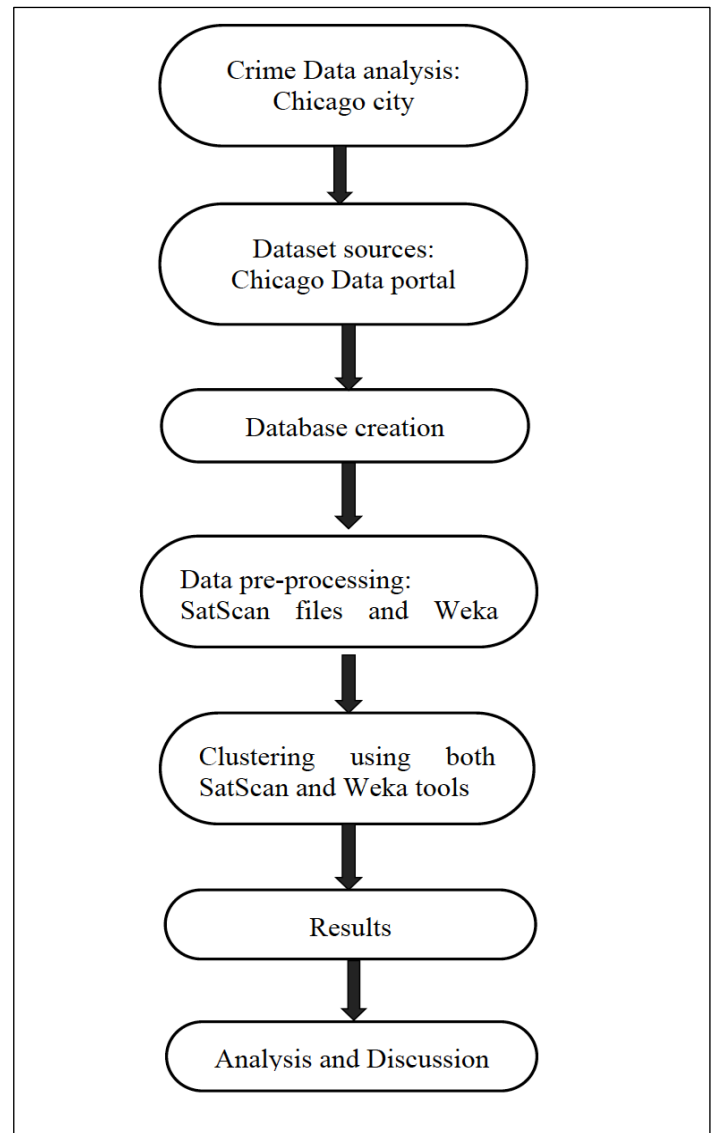 Crime Data analysis:
Chicago city
Dataset sources:
Chicago Data portal
Database creation
Data pre-processing:
SatScan files and Weka
Clustering using both
SatScan and Weka tools
Results
Analysis and Discussion